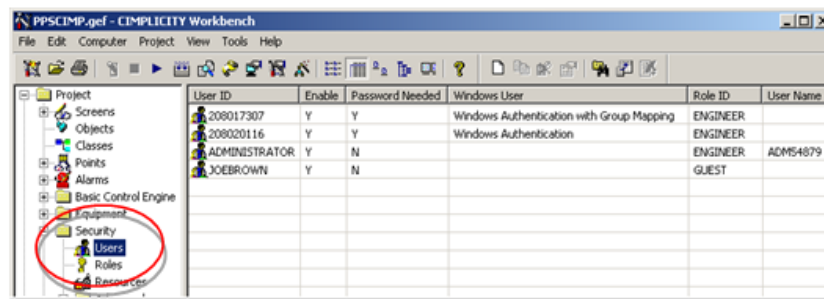 PPSCIMP.gef - CIMPLICITY Workbench
File Edit Computer Project View Tools Help
Project
Screens
Objects
Classes
Points
Alarms
Basic Control Engine
Equipment
Security
Users
Roles
Resources
User ID Enable Password Needed Windows User Role ID User Name
208017307 Y Y Windows Authentication with Group Mapping ENGINEER
208020116 Y Y Windows Authentication ENGINEER
ADMINISTRATOR Y N ENGINEER ADM54879
JOEBROWN Y N GUEST